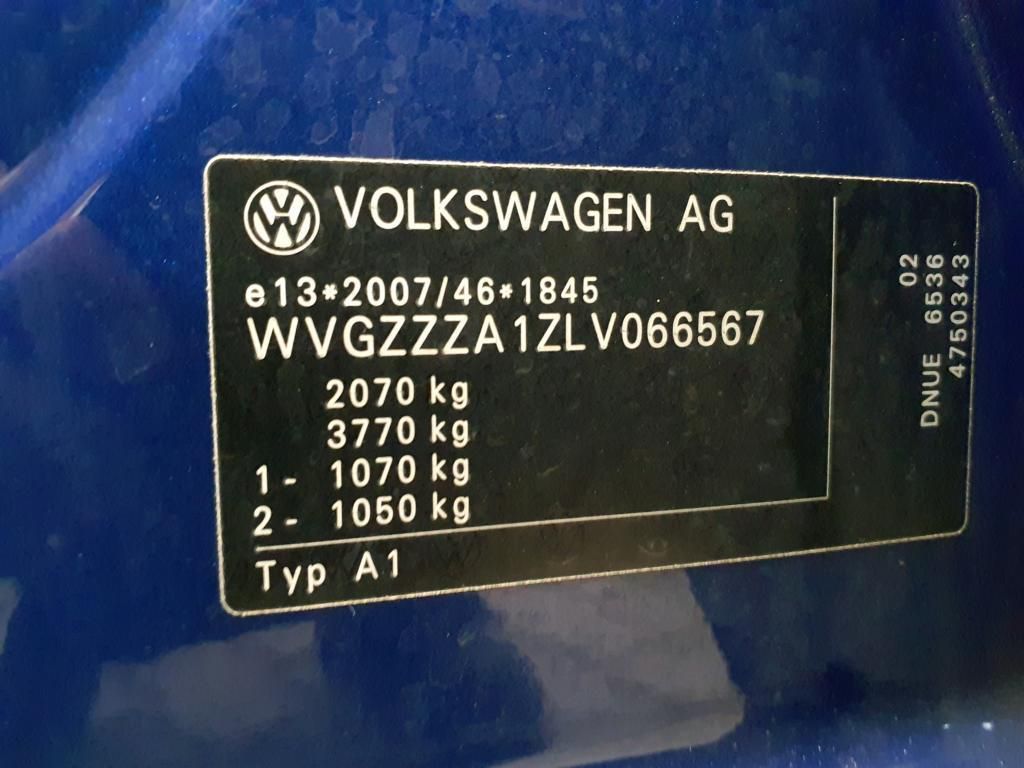 VOLKSWAGEN AG
e13*2007/46*1845
WVGZZZA1ZLV066567
2070 kg
3770 kg
1- 1070 kg
2- 1050 kg
Typ A1
02
DNUE 6536
4750343